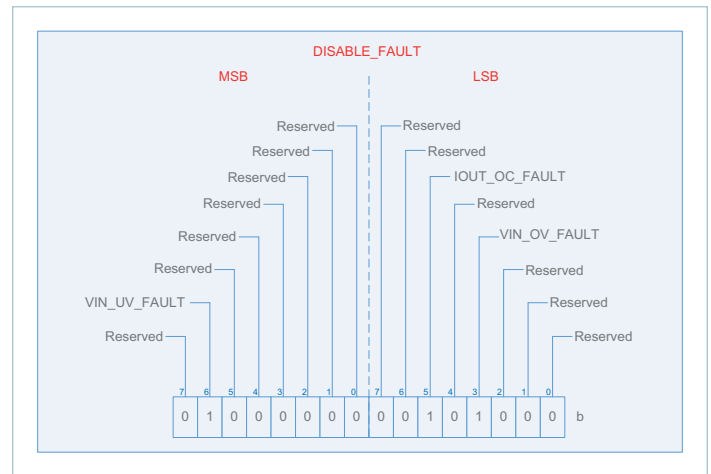 DISABLE_FAULT
MSB LSB
Reserved Reserved
Reserved Reserved
Reserved IOUT_OC_FAULT
Reserved Reserved
Reserved VIN_OV_FAULT
Reserved Reserved
VIN_UV_FAULT Reserved
Reserved Reserved
7 6 5 4 3 2 1 0 7 6 5 4 3 2 1 0
0 1 0 0 0 0 0 0 0 0 1 0 1 0 0 0 b